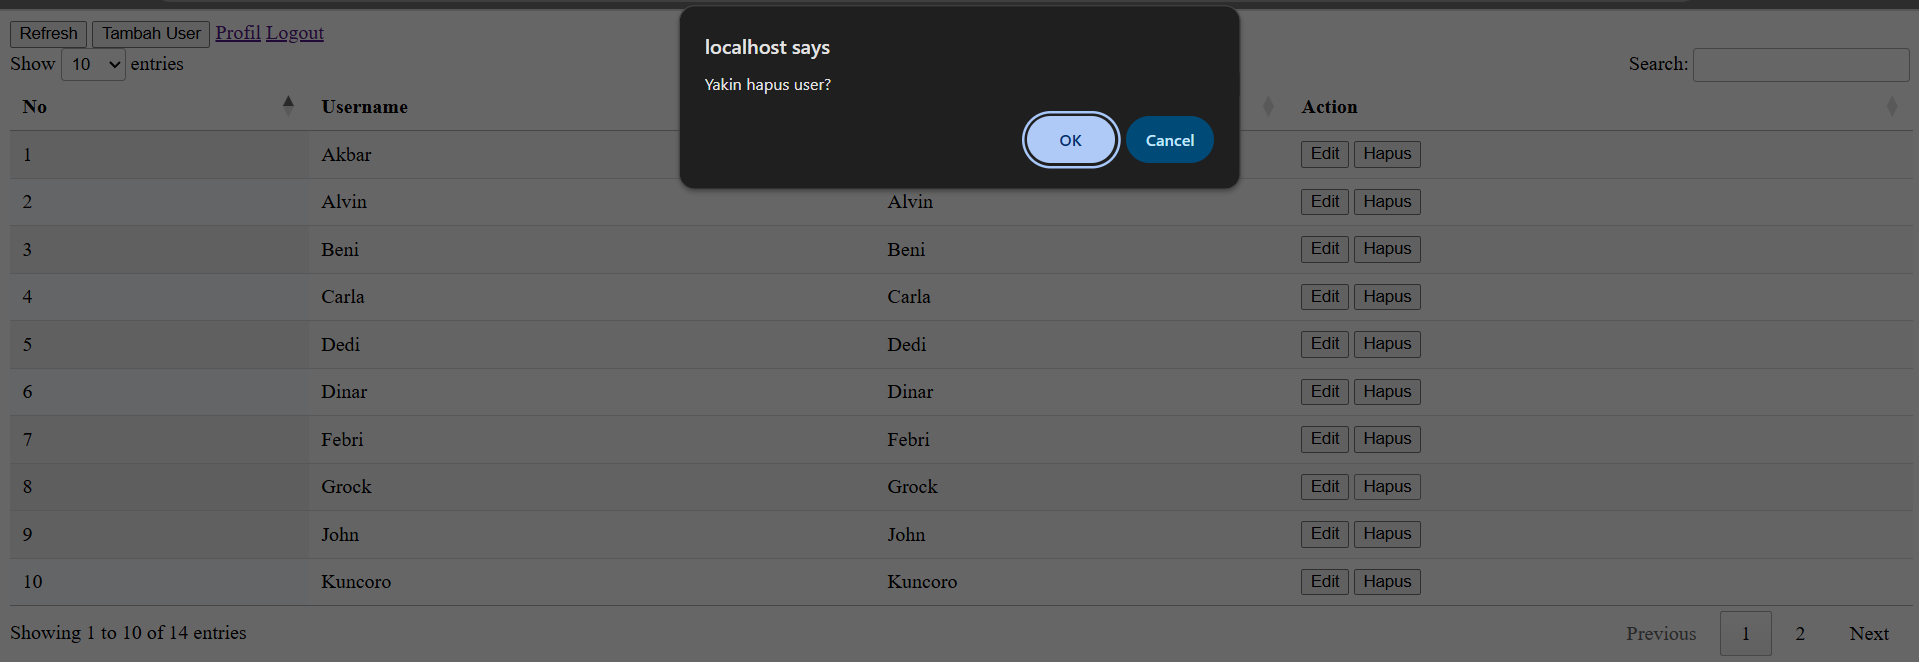 Refresh Tambah User Profil Logout
localhost says
Yakin hapus user?
OK Cancel
Show 10 entries Search:
No Username Action
1 Akbar Edit Hapus
2 Alvin Alvin Edit Hapus
3 Beni Beni Edit Hapus
4 Carla Carla Edit Hapus
5 Dedi Dedi Edit Hapus
6 Dinar Dinar Edit Hapus
7 Febri Febri Edit Hapus
8 Grock Grock Edit Hapus
9 John John Edit Hapus
10 Kuncoro Kuncoro Edit Hapus
Showing 1 to 10 of 14 entries Previous 1 2 Next